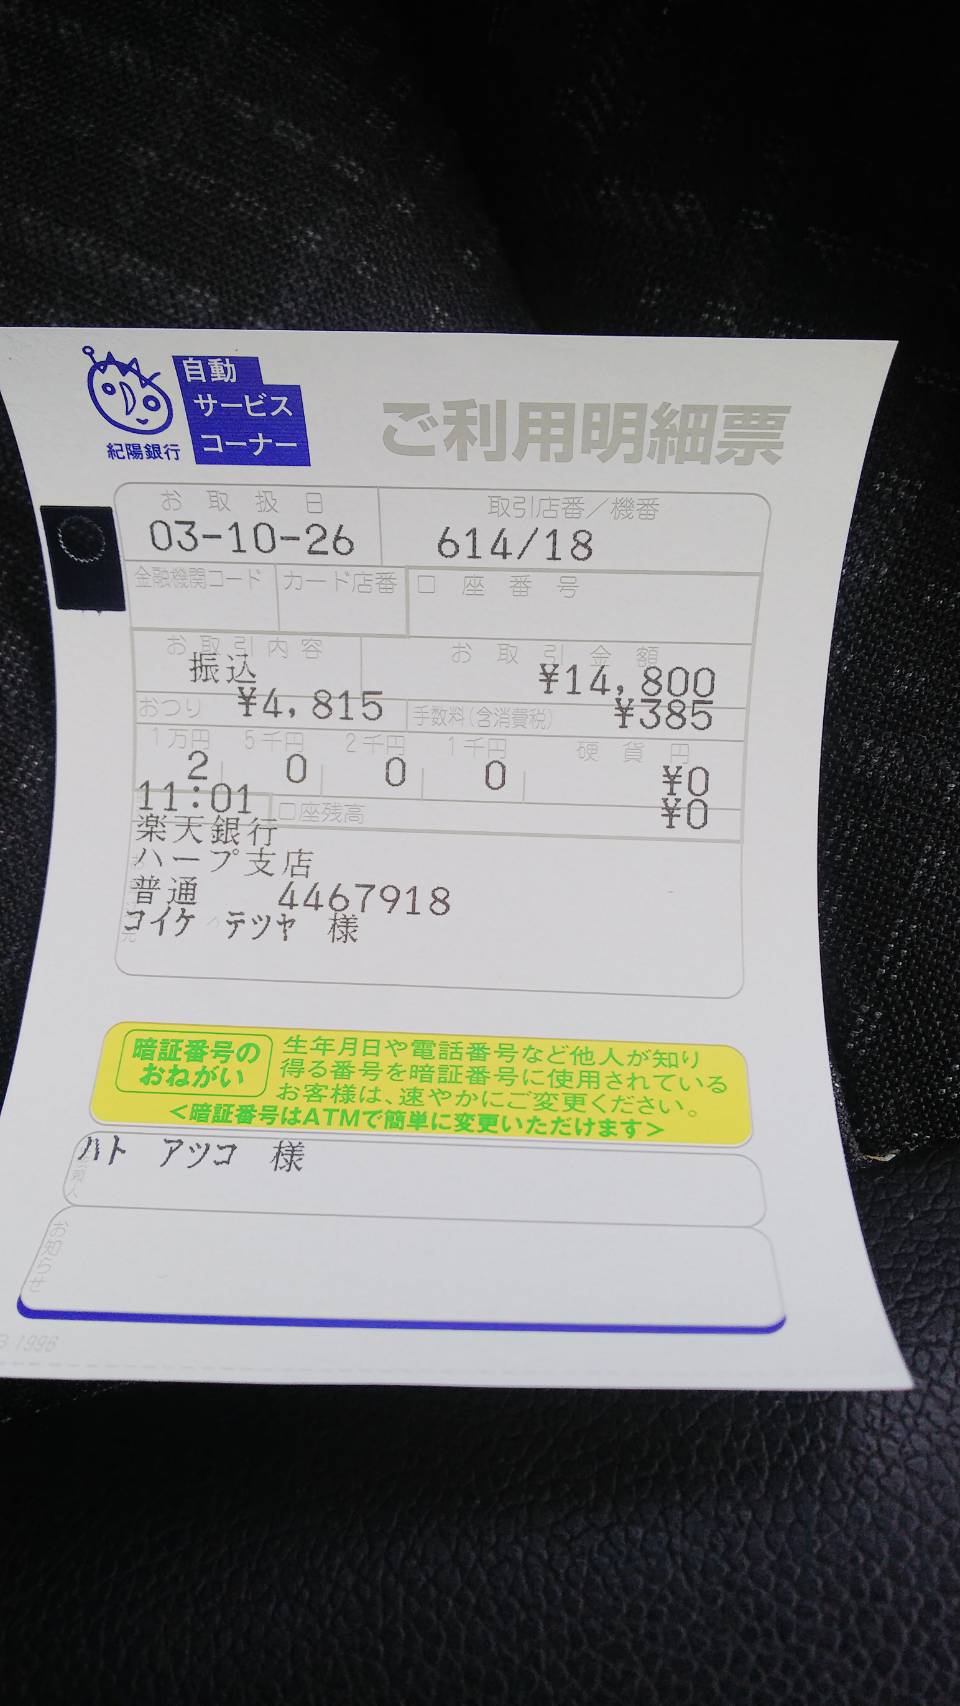 自動
サービス
コーナー
紀陽銀行
ご利用明細票
お取扱日 取引店番/機番
03-10-26 614/18
金融機関コード カード店番 口座番号
お取引内容 お取引金額
振込 ¥14,800
おつり ¥4,815 手数料(含消費税) ¥385
1万円 5千円 2千円 1千円 硬貨 円
2 0 0 0 ¥0
11:01 口座残高 ¥0
楽天銀行
ハープ支店
普通 4467918
コイケ テツヤ 様
暗証番号の
おねがい
生年月日や電話番号など他人が知り
得る番号を暗証番号に使用されている
お客様は、速やかにご変更ください。
<暗証番号はATMで簡単に変更いただけます>
ハト アツコ 様
お知らせ
1996